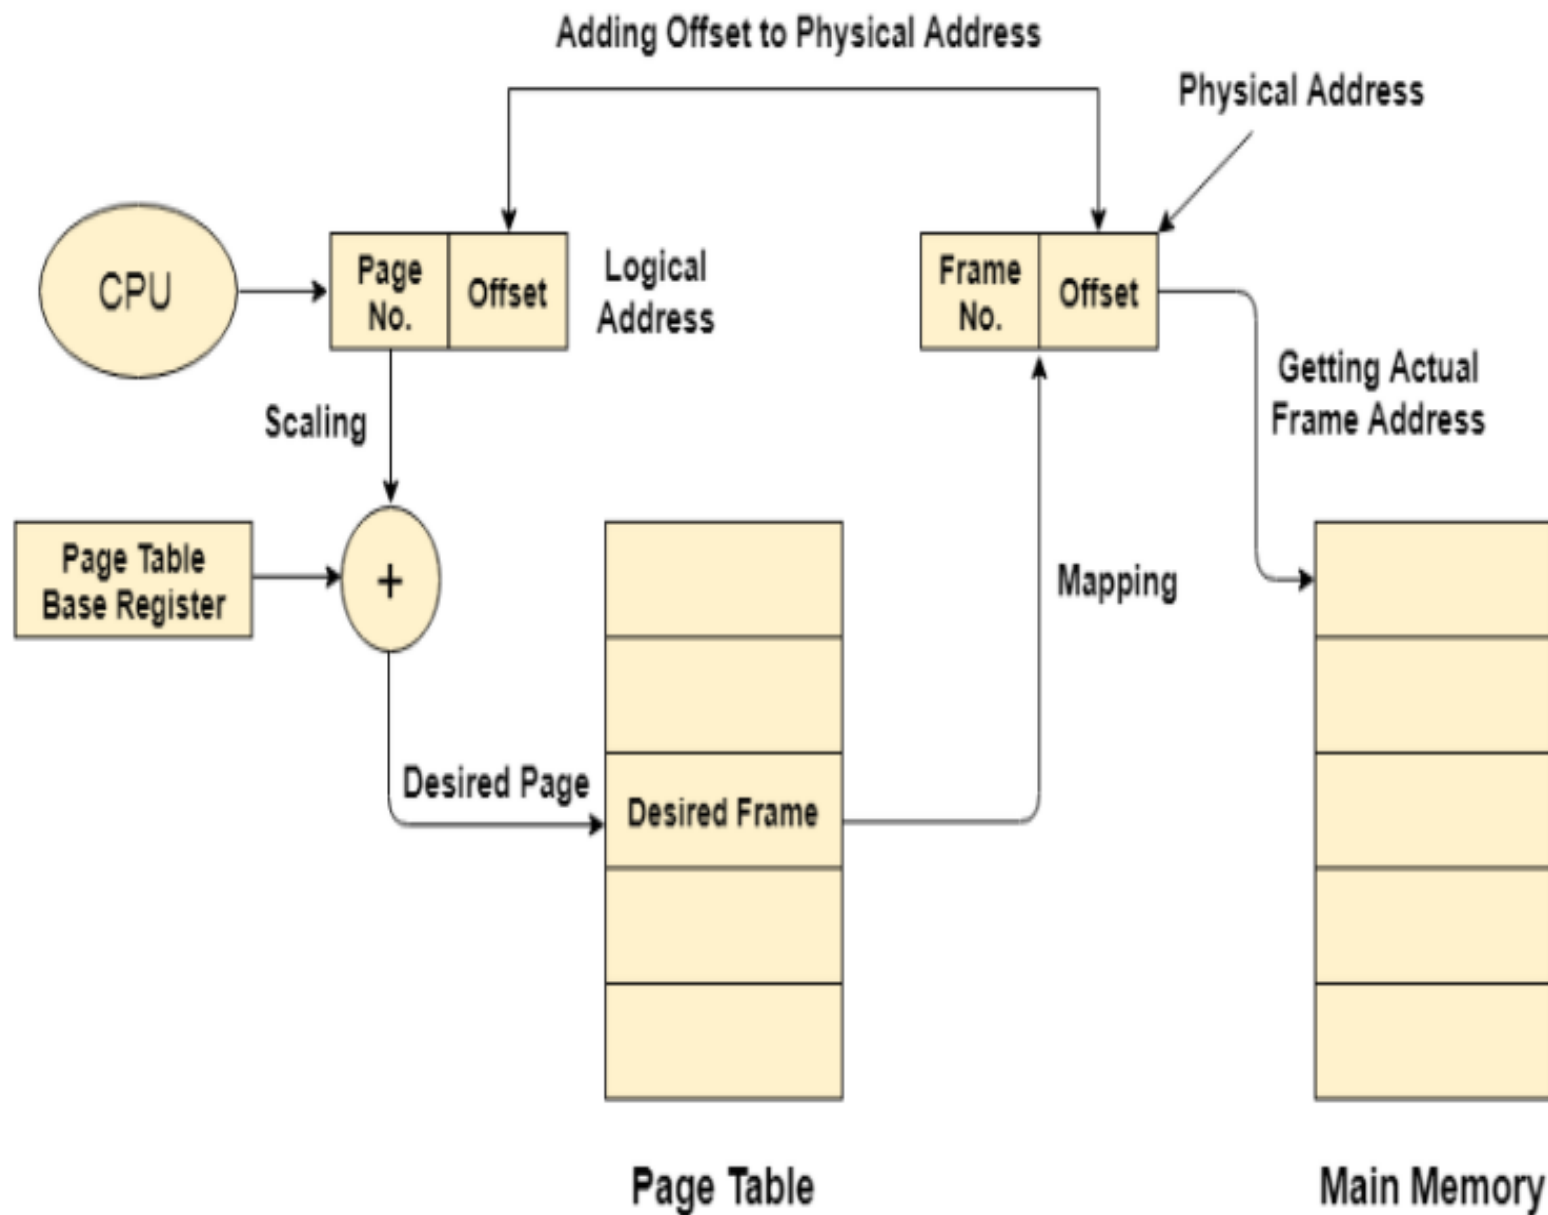 Adding Offset to Physical Address
Physical Address
CPU
Page
No.
Offset
Logical
Address
Frame
No.
Offset
Getting Actual
Frame Address
Scaling
Page Table
Base Register
+
Mapping
Desired Page
Desired Frame
Page Table
Main Memory